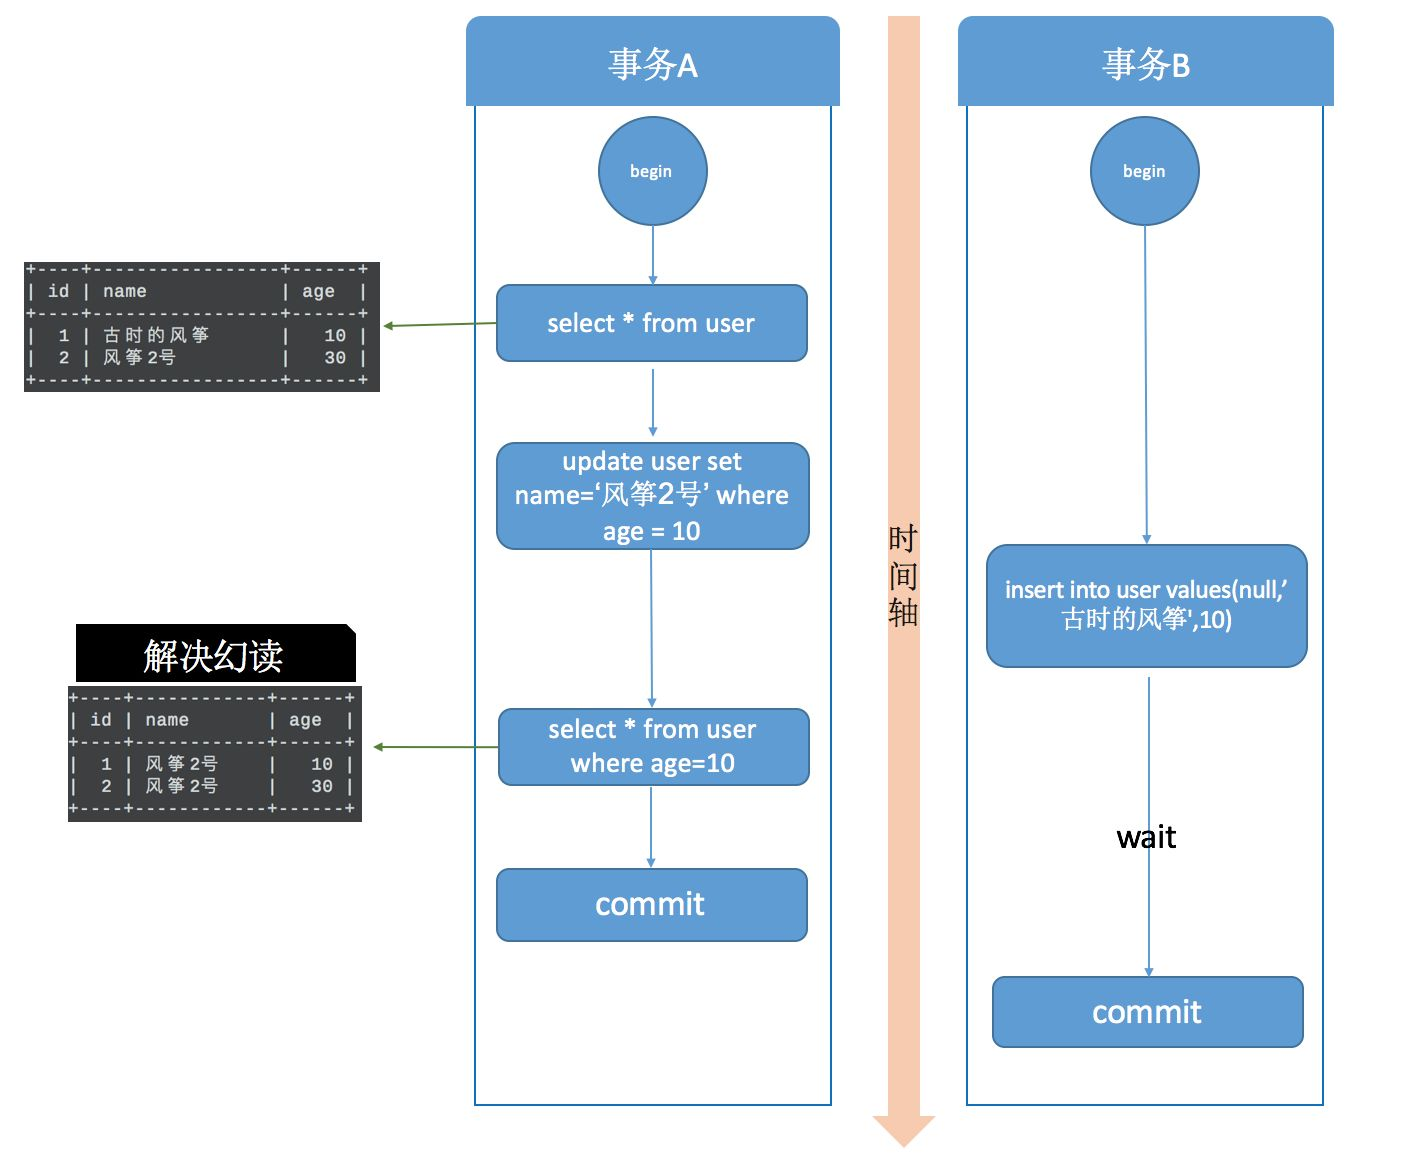 事务A
事务B
begin
begin
+----+-----------------+------+
| id | name | age |
+----+-----------------+------+
| 1 | 古时的风筝 | 10 |
| 2 | 风筝2号 | 30 |
+----+-----------------+------+
select * from user
update user set
name=‘风筝2号’ where
age = 10
时
间
轴
insert into user values(null,’
古时的风筝',10)
解决幻读
+----+------------+------+
| id | name | age |
+----+------------+------+
| 1 | 风筝2号 | 10 |
| 2 | 风筝2号 | 30 |
+----+------------+------+
select * from user
where age=10
wait
commit
commit